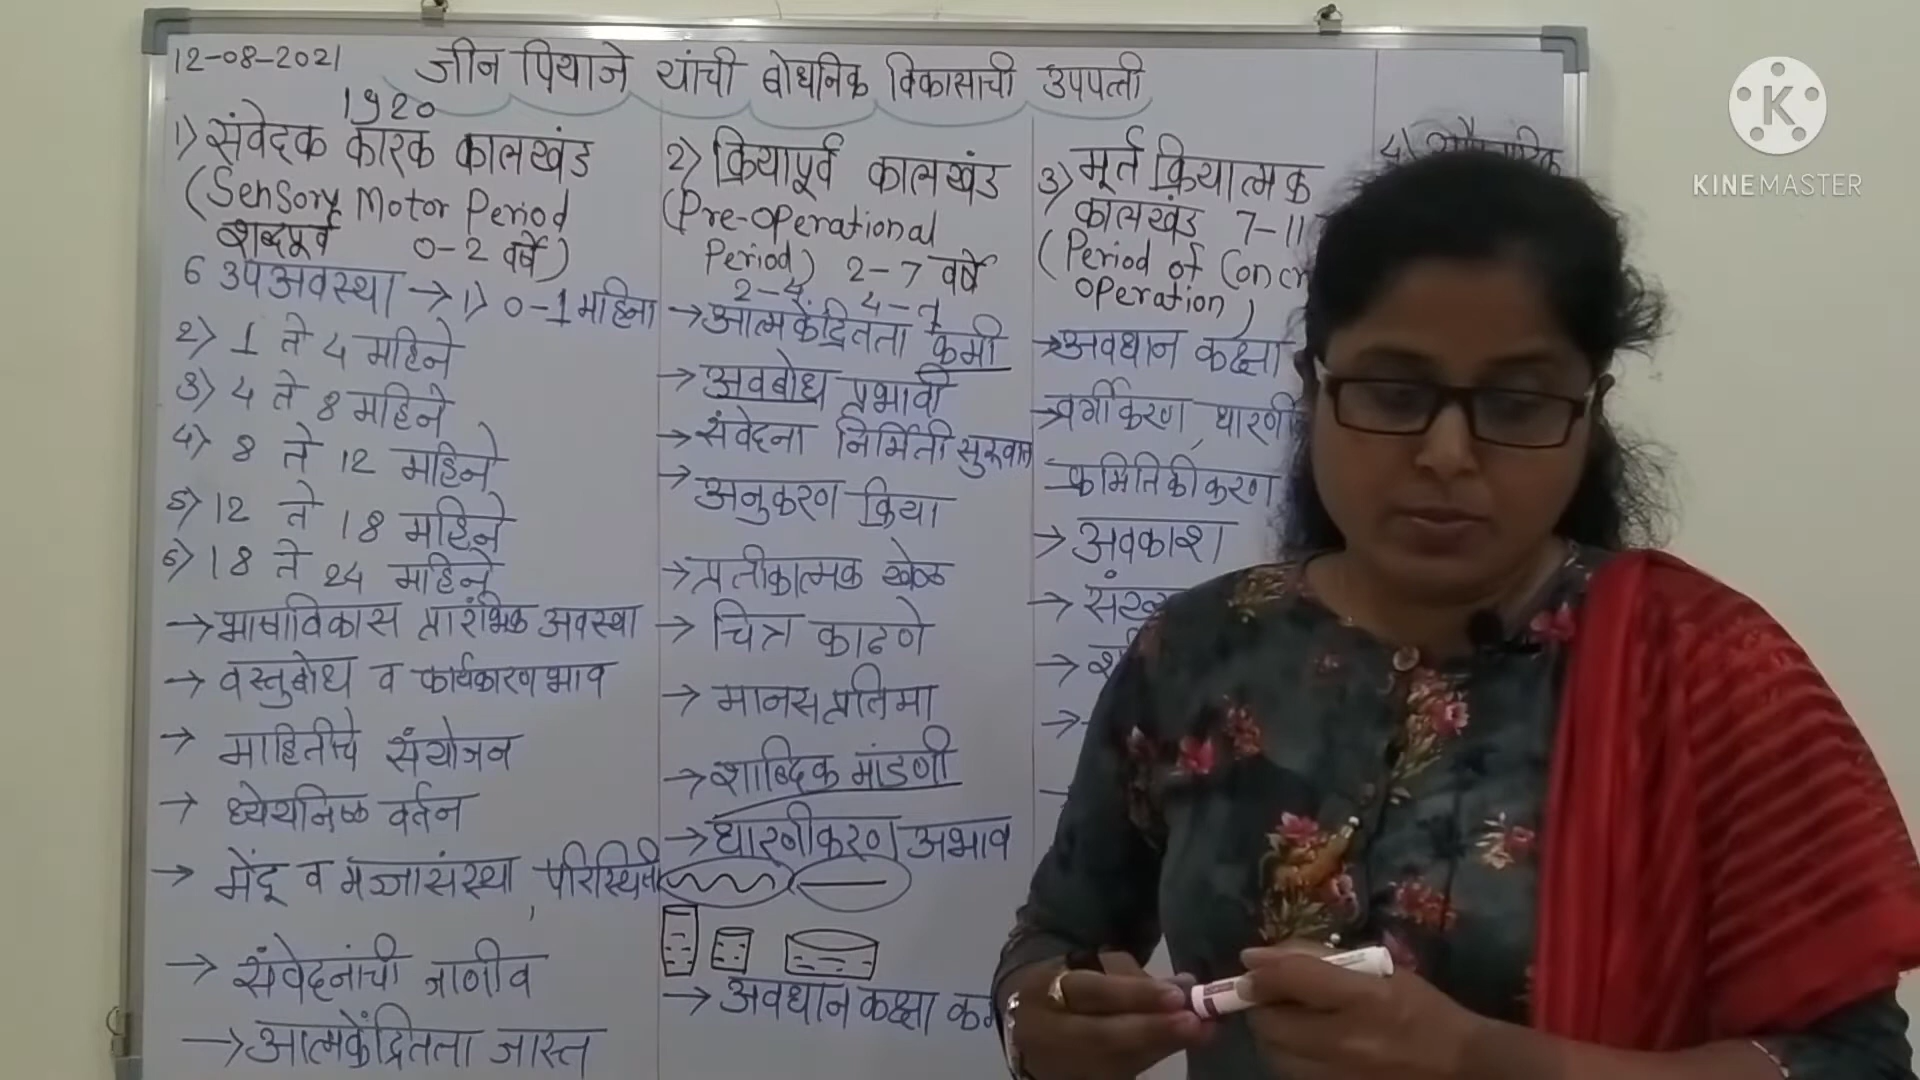 12-08-2021
जीन पियाजे यांची बोधनिक विकासाची उपपत्ती
1920
1) संवेदक कारक कालखंड
(Sensory Motor Period
शब्दपूर्व 0-2 वर्षे)
6 उपअवस्था → 1) 0-1 महिना
2) 1 ते 4 महिने
3) 4 ते 8 महिने
4) 8 ते 12 महिने
5) 12 ते 18 महिने
6) 18 ते 24 महिने
→ भाषाविकास प्रारंभिक अवस्था
→ वस्तुबोध व कार्यकारणभाव
→ माहितीचे संयोजन
→ ध्येयनिष्ठ वर्तन
→ मेंदू व मज्जासंस्था, परिस्थिती
→ संवेदनांची जाणीव
→ आत्मकेंद्रितता जास्त
2) क्रियापूर्व कालखंड
(Pre-operational
Period) 2-7 वर्षे
2-4 4-7
→ आत्मकेंद्रितता कमी
→ अवबोध प्रभावी
→ संवेदना निर्मिती सुरुवात
→ अनुकरण क्रिया
→ प्रतीकात्मक खेळ
→ चित्र काढणे
→ मानसप्रतिमा
→ शाब्दिक मांडणी
→ धारणीकरण अभाव
→ अवधान कक्षा
3) मूर्त क्रियात्मक
कालखंड 7-11
(Period of
operation)
→ अवधान कक्षा
→ वर्गीकरण,
क्रमितिकीकरण
→ अवकाश
4)
KINEMASTER